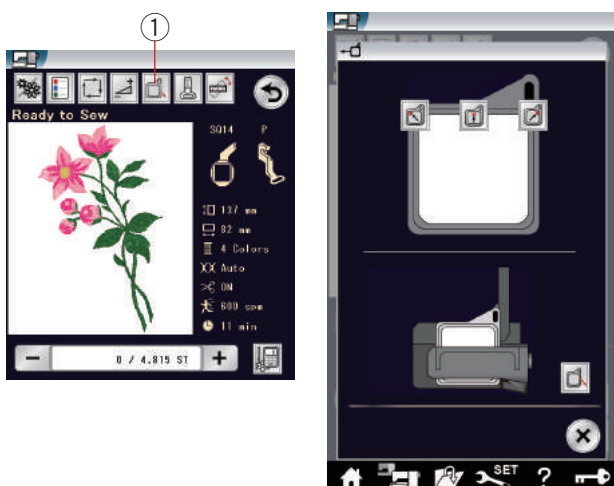 1
Ready to Sew
SQ14 P
137 mm
82 mm
4 Colors
Auto
ON
600 spm
11 min
− 0 / 4,815 ST +
SET
?